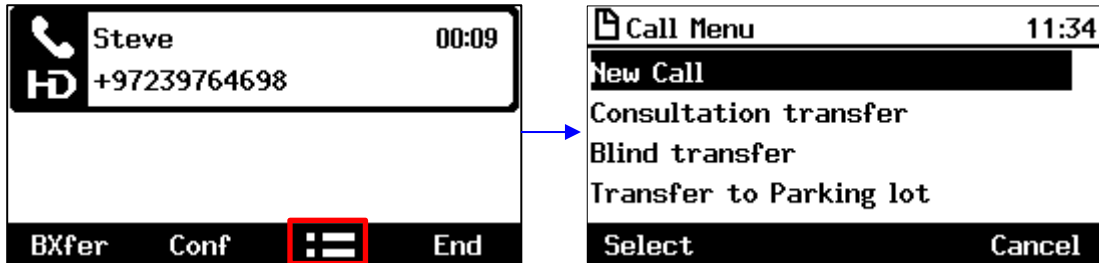 Steve 00:09
HD +97239764698
BXfer Conf End
Call Menu 11:34
New Call
Consultation transfer
Blind transfer
Transfer to Parking lot
Select Cancel